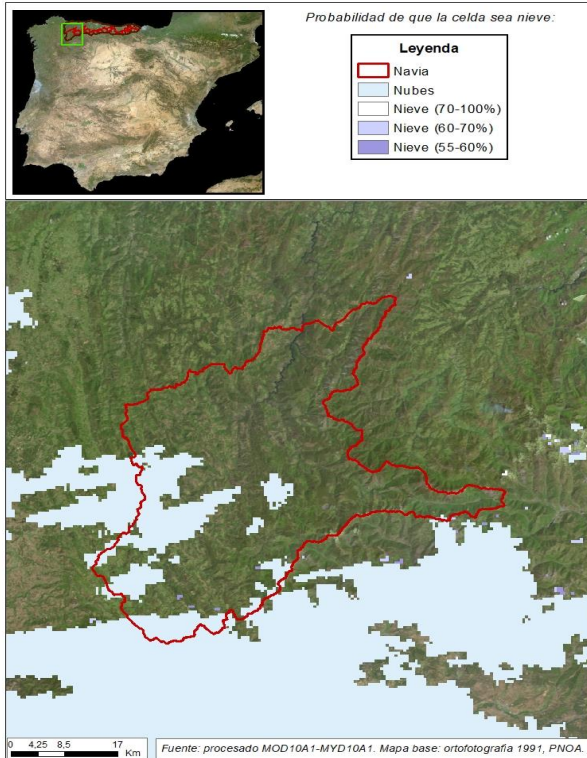 Probabilidad de que la celda sea nieve:
Leyenda
Navia
Nubes
Nieve (70-100%)
Nieve (60-70%)
Nieve (55-60%)
0 4,25 8,5 17
Km
Fuente: procesado MOD10A1-MYD10A1. Mapa base: ortofotografía 1991, PNOA.